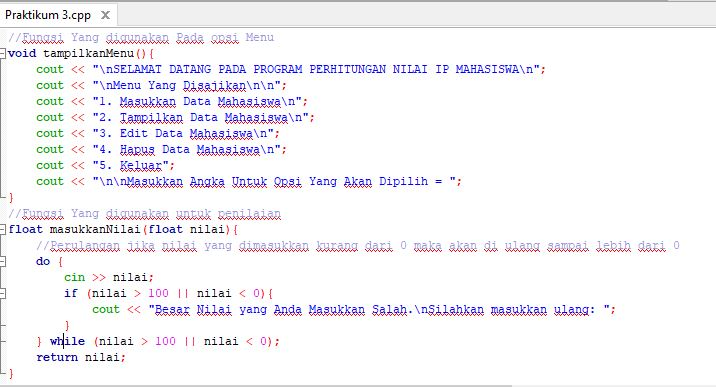 Praktikum 3.cpp X
//Fungsi Yang digunakan Pada opsi Menu
void tampilkanMenu(){
cout << "\nSELAMAT DATANG PADA PROGRAM PERHITUNGAN NILAI IP MAHASISWA\n";
cout << "\nMenu Yang Disajikan\n\n";
cout << "1. Masukkan Data Mahasiswa\n";
cout << "2. Tampilkan Data Mahasiswa\n";
cout << "3. Edit Data Mahasiswa\n";
cout << "4. Hapus Data Mahasiswa\n";
cout << "5. Keluar";
cout << "\n\nMasukkan Angka Untuk Opsi Yang Akan Dipilih = ";
}
//Fungsi Yang digunakan untuk penilaian
float masukkanNilai(float nilai){
//Perulangan jika nilai yang dimasukkan kurang dari 0 maka akan di ulang sampai lebih dari 0
do {
cin >> nilai;
if (nilai > 100 || nilai < 0){
cout << "Besar Nilai yang Anda Masukkan Salah.\nSilahkan masukkan ulang: ";
}
} while (nilai > 100 || nilai < 0);
return nilai;
}